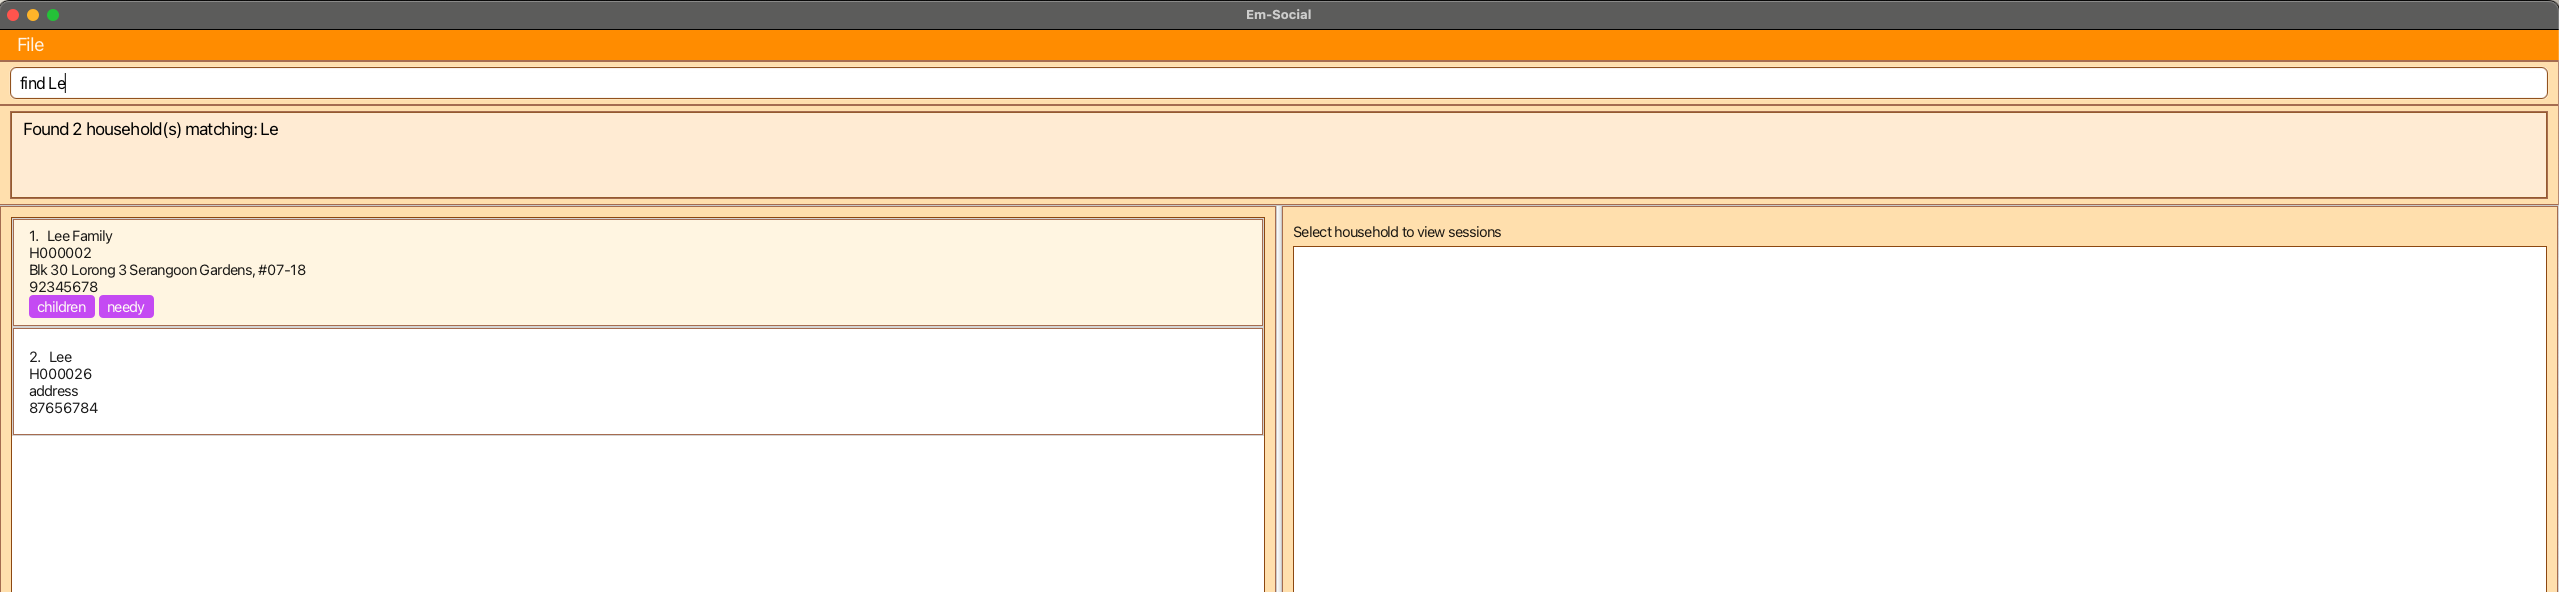 Em-Social
File
find Le
Found 2 household(s) matching: Le
1. Lee Family
H000002
Blk 30 Lorong 3 Serangoon Gardens, #07-18
92345678
children needy
2. Lee
H000026
address
87656784
Select household to view sessions